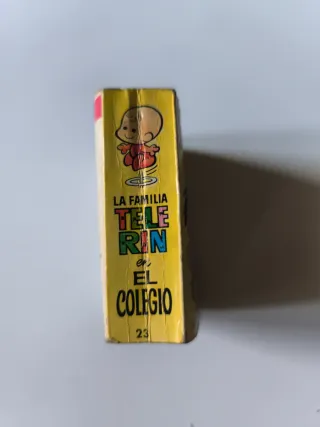 LA FAMILIA
TELE
RIN
en
EL
COLEGIO
23